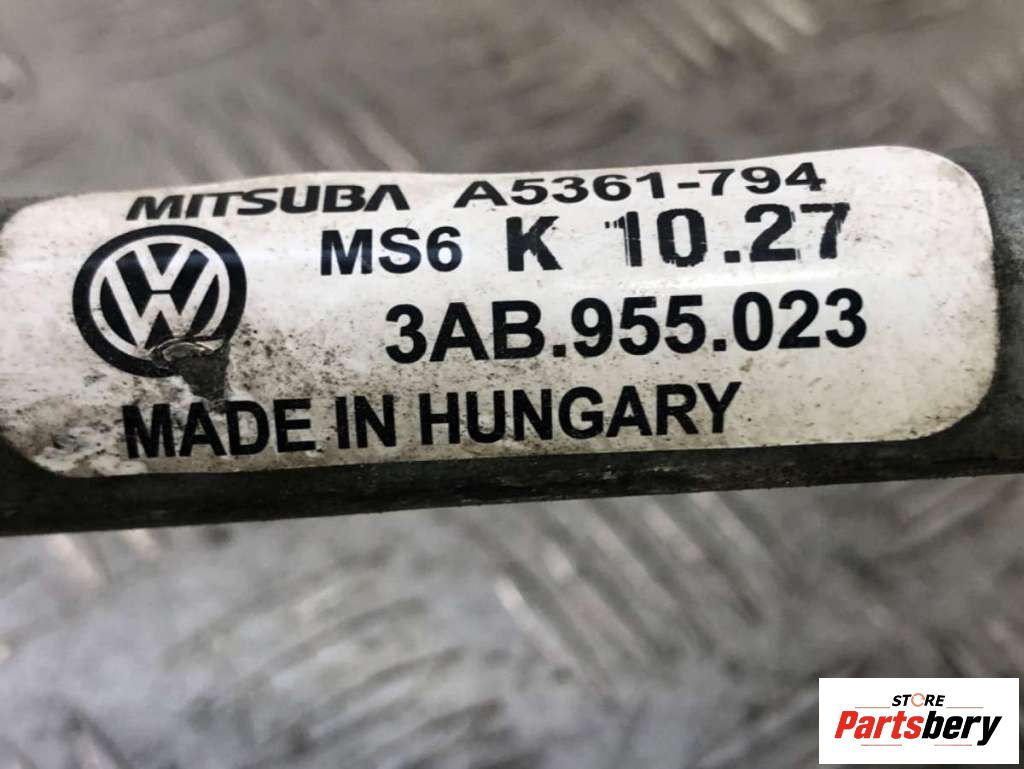 MITSUBA A5361-794
MS6 K 10.27
3AB.955.023
MADE IN HUNGARY
STORE
Partsbery